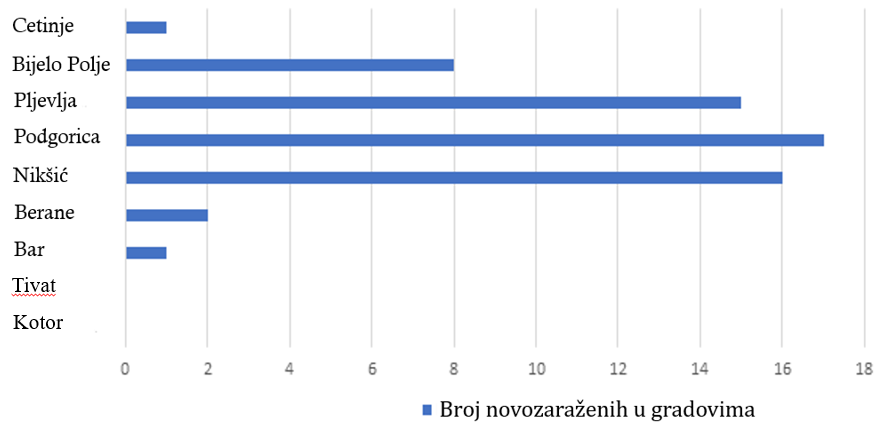 Cetinje
Bijelo Polje
Pljevlja
Podgorica
Nikšić
Berane
Bar
Tivat
Kotor
0 2 4 6 8 10 12 14 16 18
Broj novozaraženih u gradovima